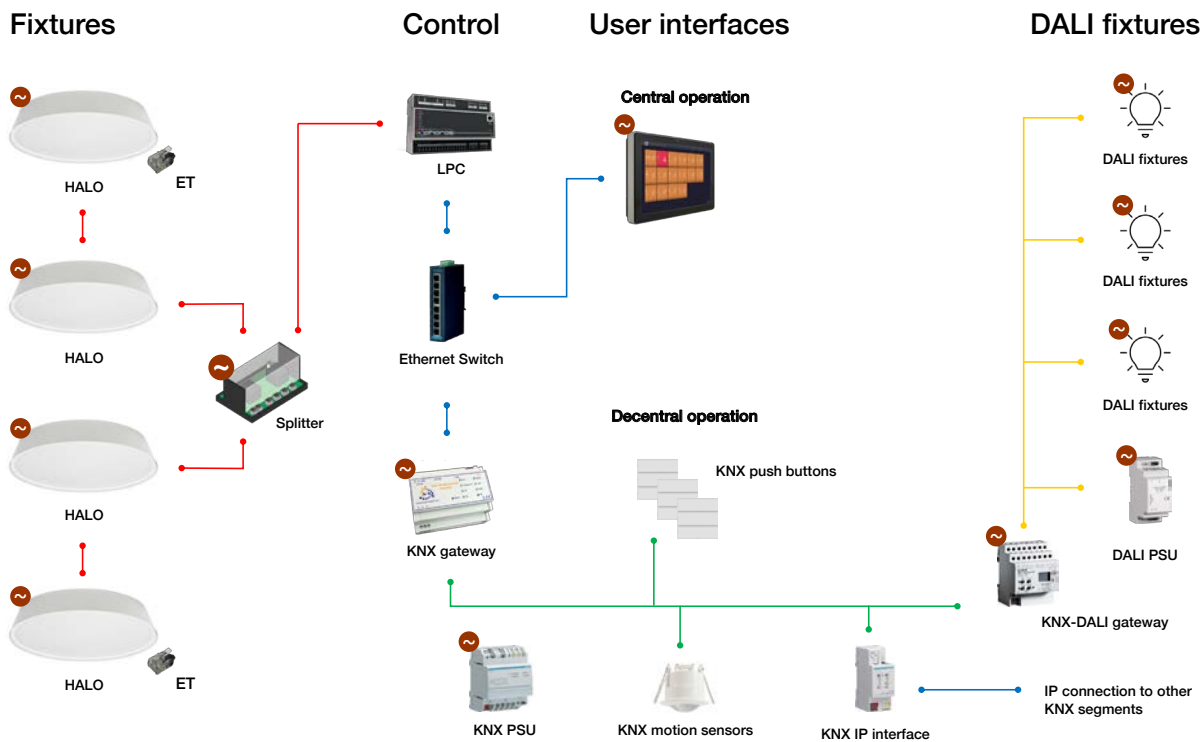 Fixtures
Control
User interfaces
DALI fixtures
Central operation
HALO
ET
LPC
DALI fixtures
HALO
DALI fixtures
Ethernet Switch
DALI fixtures
Splitter
Decentral operation
KNX push buttons
HALO
KNX gateway
DALI PSU
KNX-DALI gateway
HALO
ET
KNX PSU
KNX motion sensors
KNX IP interface
IP connection to other
KNX segments